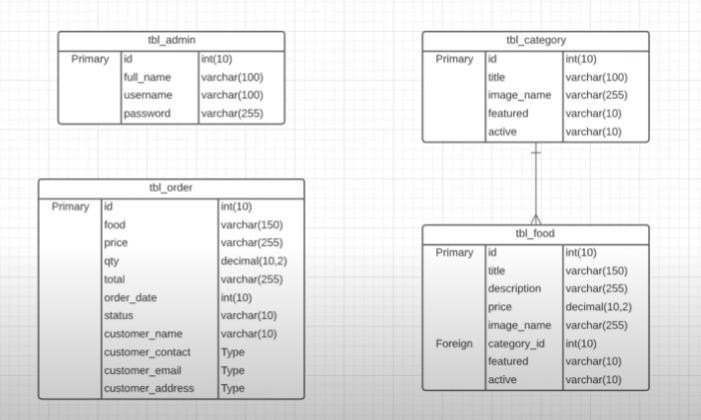 tbl_admin
Primary id int(10)
full_name varchar(100)
username varchar(100)
password varchar(255)
tbl_category
Primary id int(10)
title varchar(100)
image_name varchar(255)
featured varchar(10)
active varchar(10)
tbl_order
Primary id int(10)
food varchar(150)
price varchar(255)
qty decimal(10,2)
total varchar(255)
order_date int(10)
status varchar(10)
customer_name varchar(10)
customer_contact Type
customer_email Type
customer_address Type
tbl_food
Primary id int(10)
title varchar(150)
description varchar(255)
price decimal(10,2)
image_name varchar(255)
Foreign category_id int(10)
featured varchar(10)
active varchar(10)